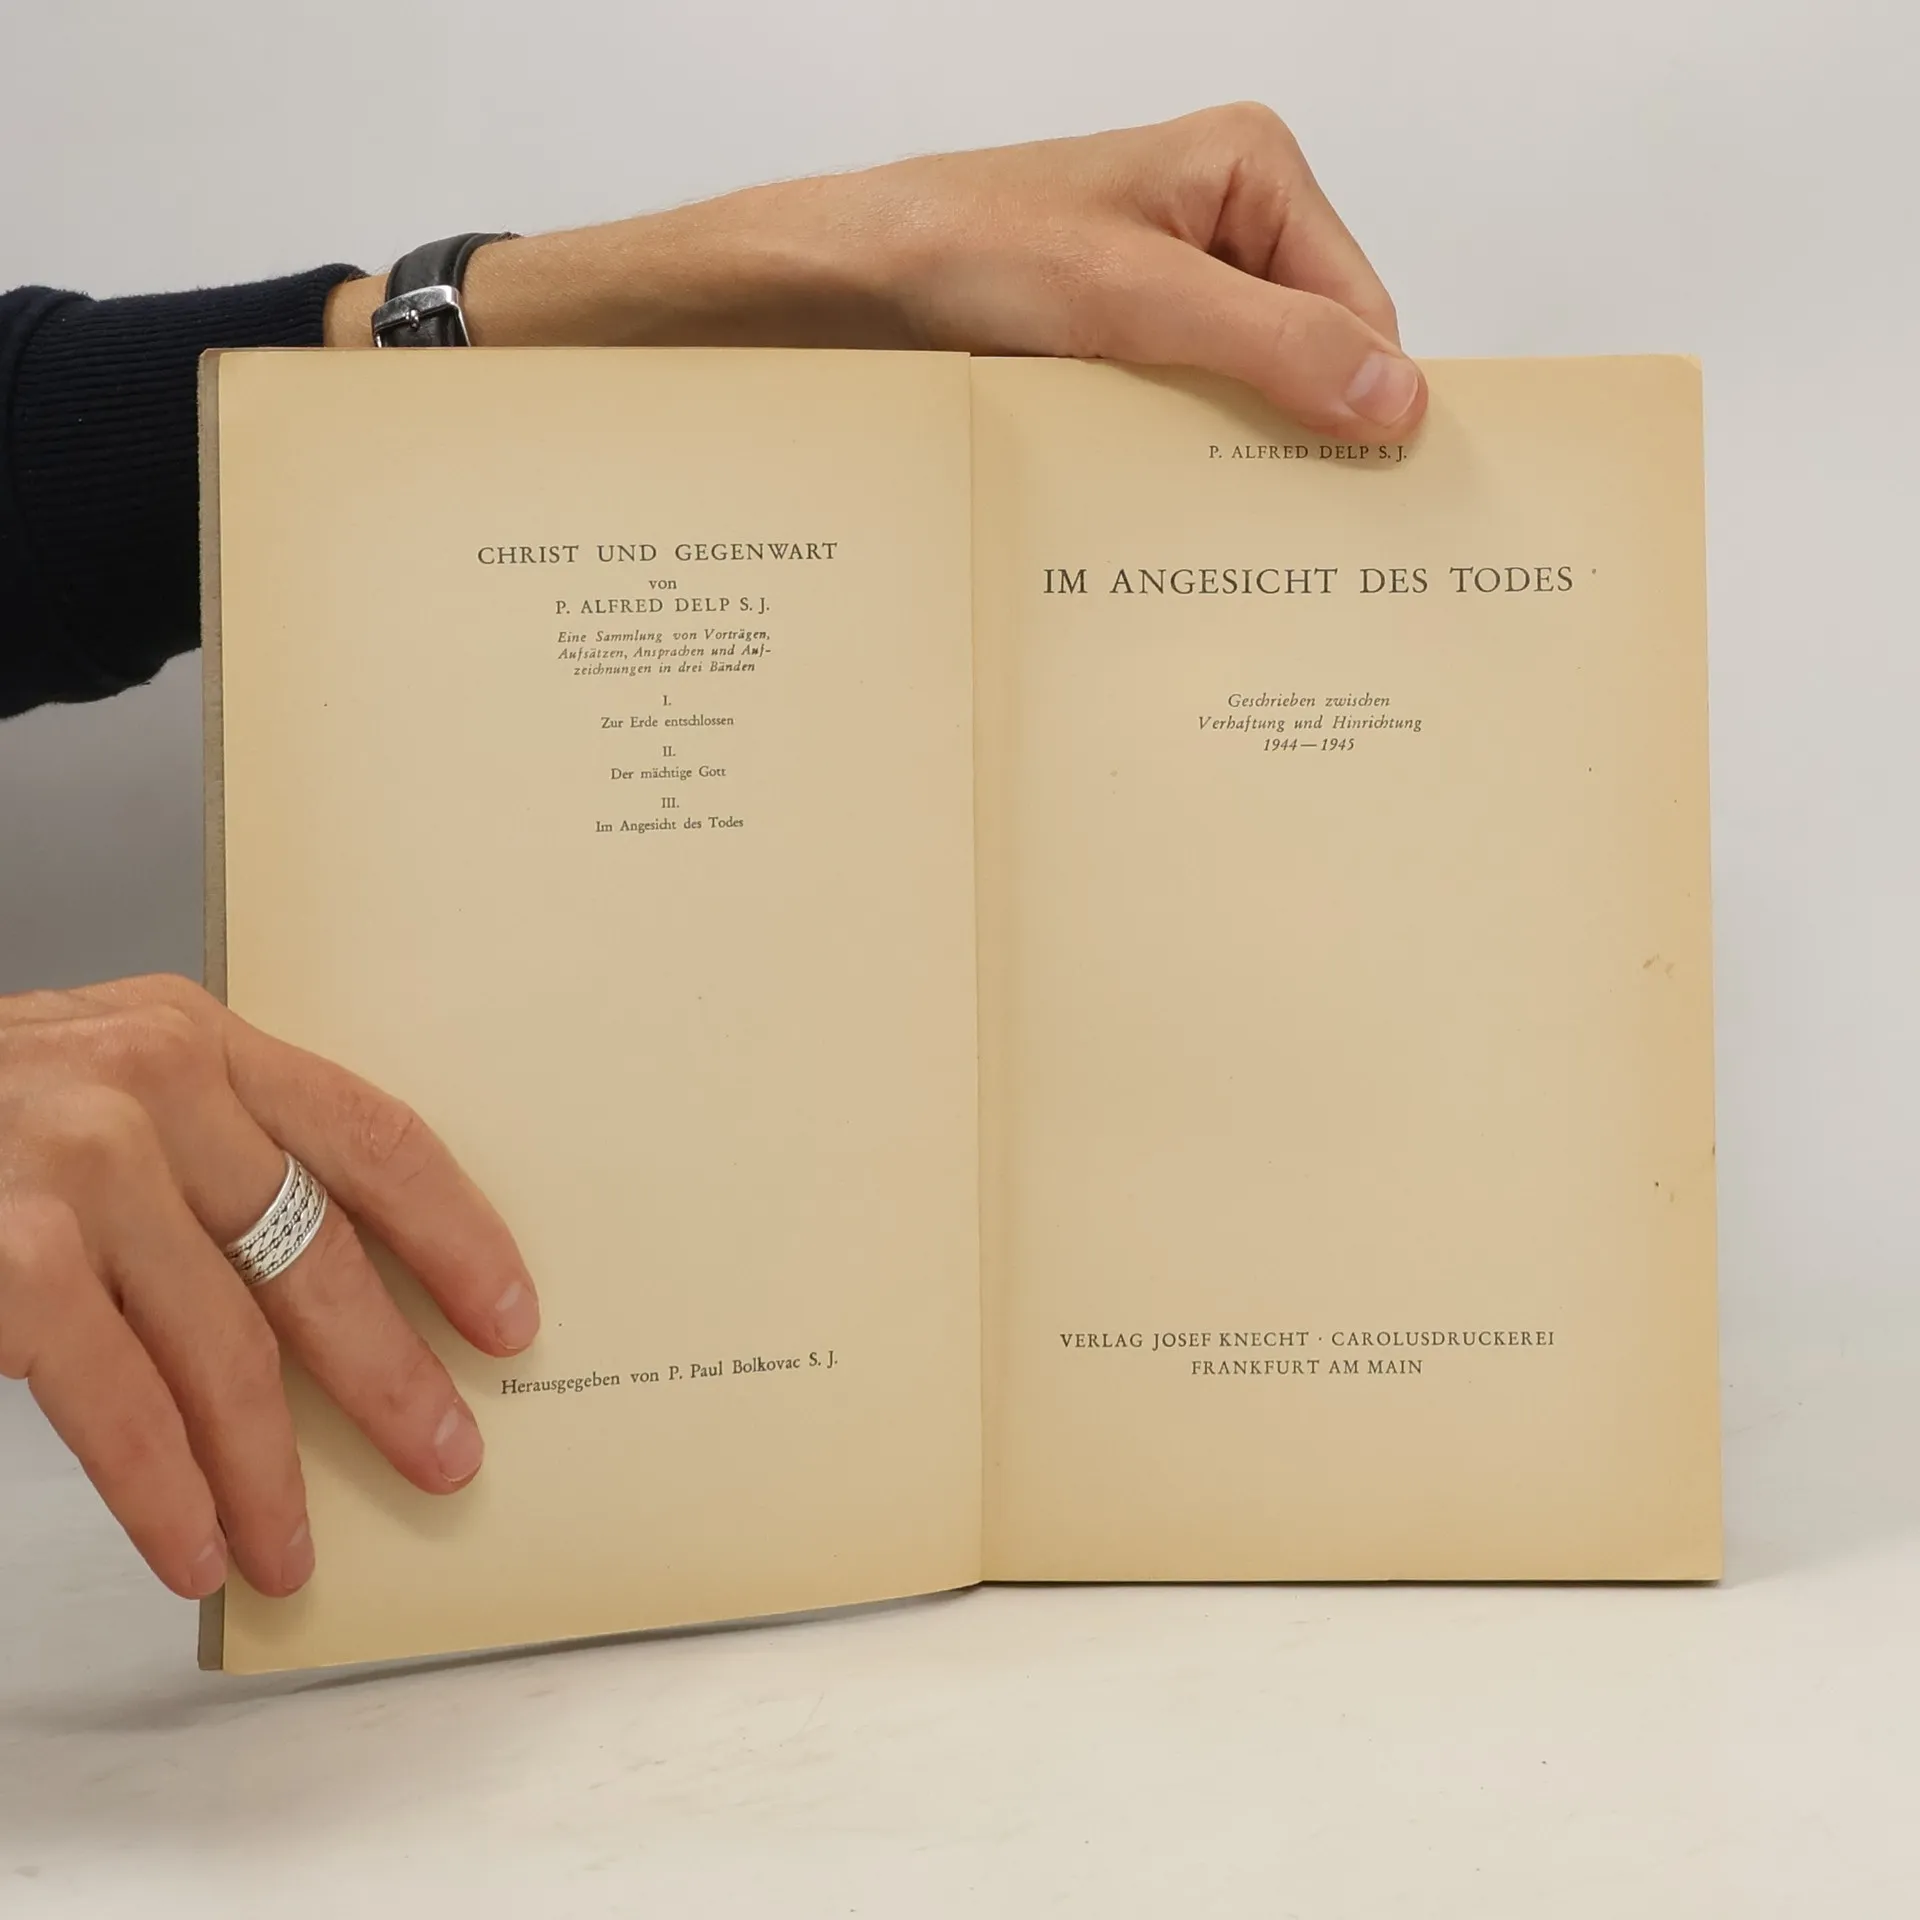 CHRIST UND GEGENWART
von
P. ALFRED DELP S. J.
Eine Sammlung von Vorträgen,
Aufsätzen, Ansprachen und Auf-
zeichnungen in drei Bänden
I.
Zur Erde entschlossen
II.
Der mächtige Gott
III.
Im Angesicht des Todes
Herausgegeben von P. Paul Bolkovac S. J.
P. ALFRED DELP S. J.
IM ANGESICHT DES TODES
Geschrieben zwischen
Verhaftung und Hinrichtung
1944—1945
VERLAG JOSEF KNECHT · CAROLUSDRUCKEREI
FRANKFURT AM MAIN